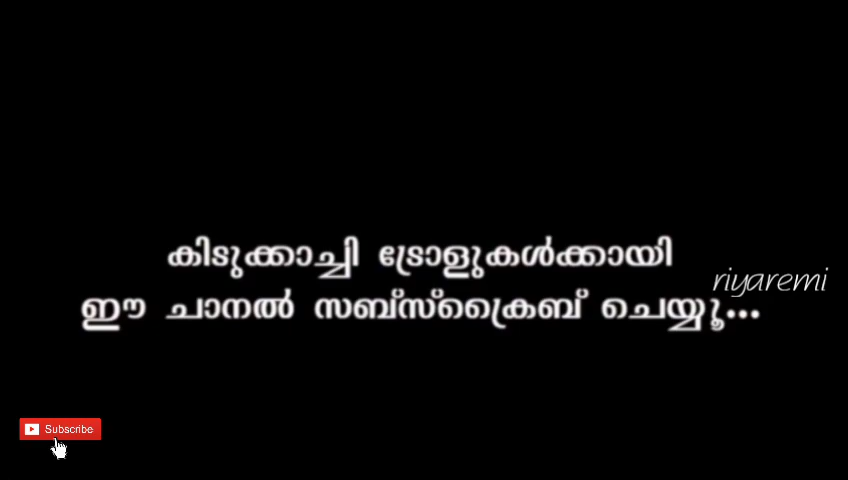 കിടുക്കാച്ചി ട്രോളുകൾക്കായി
riyaremi
ഈ ചാനൽ സബ്സ്ക്രൈബ് ചെയ്യൂ...
Subscribe